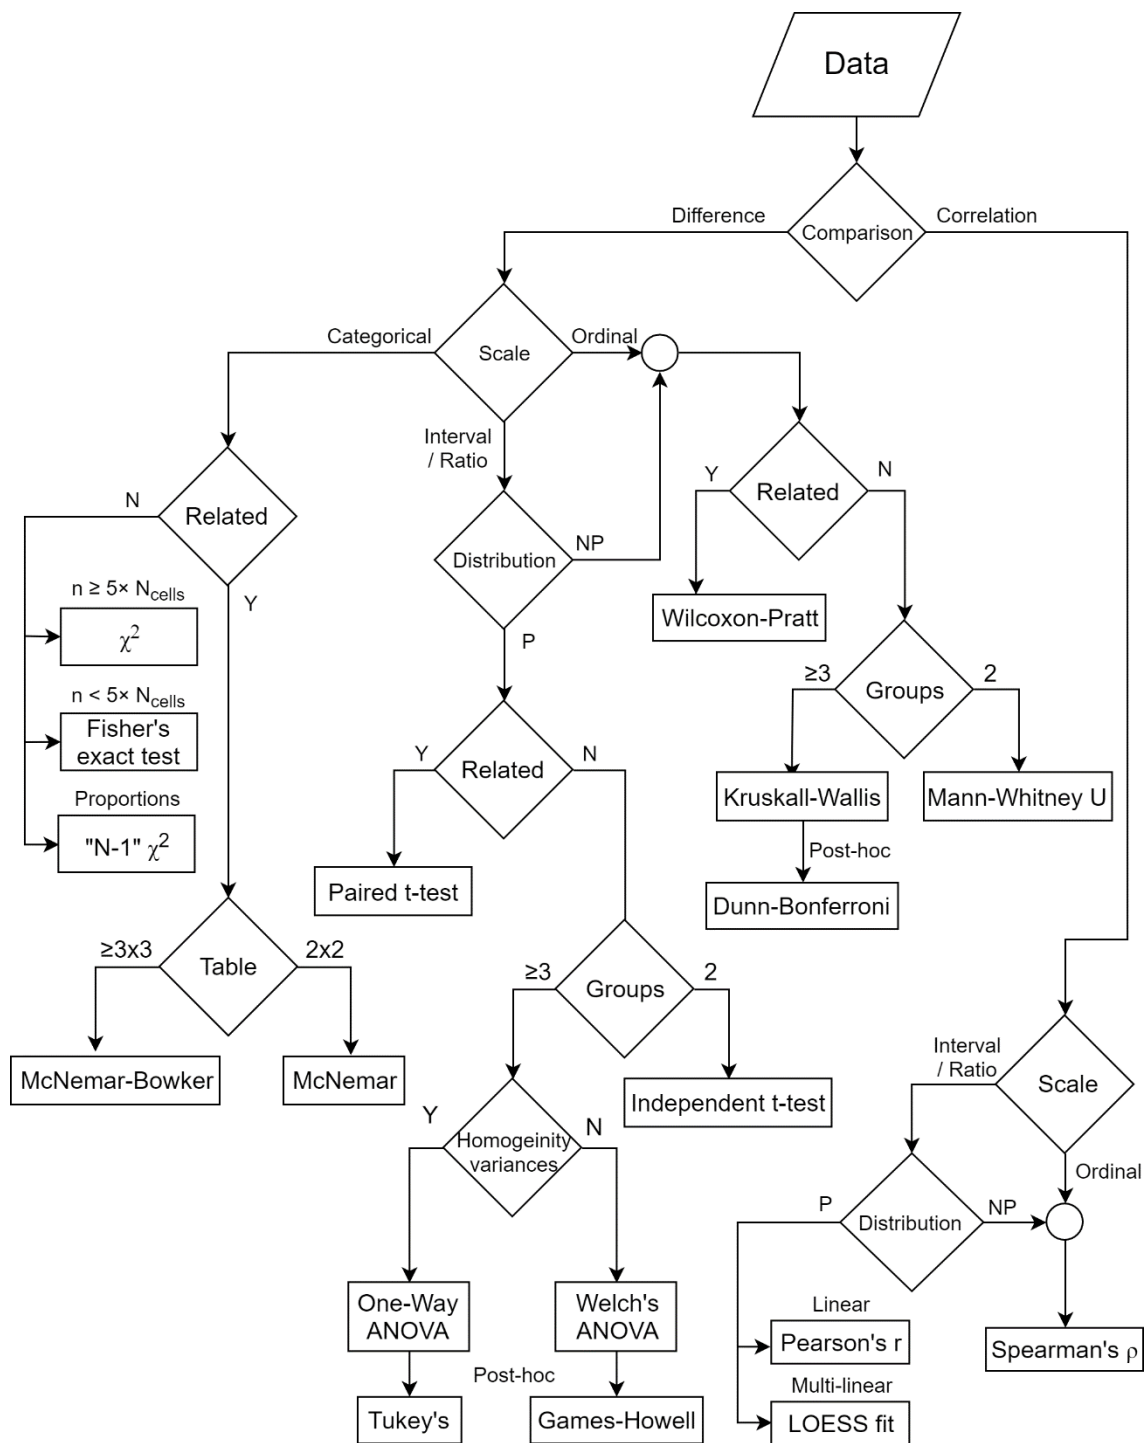 Data
Difference
Comparison
Correlation
Categorical
Scale
Ordinal
Interval
/ Ratio
N
Related
Y
Distribution
NP
P
Y
Related
N
n ≥ 5× Ncells
χ²
n < 5× Ncells
Fisher's
exact test
Proportions
"N-1" χ²
Wilcoxon-Pratt
≥3
Groups
2
Y
Related
N
Kruskall-Wallis
Mann-Whitney U
Post-hoc
Dunn-Bonferroni
Paired t-test
≥3x3
Table
2x2
≥3
Groups
2
McNemar-Bowker
McNemar
Independent t-test
Interval
/ Ratio
Scale
Ordinal
Y
Homogeinity
variances
N
P
Distribution
NP
One-Way
ANOVA
Welch's
ANOVA
Linear
Pearson's r
Spearman's ρ
Post-hoc
Multi-linear
Tukey's
Games-Howell
LOESS fit